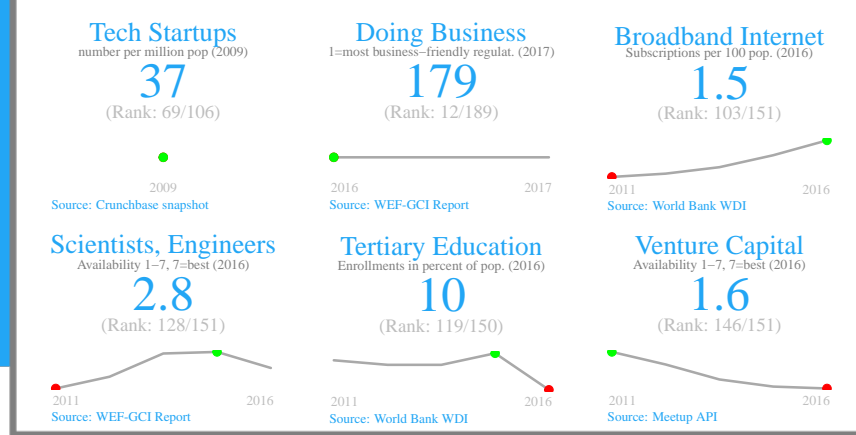 Tech Startups
number per million pop (2009)
37
(Rank: 69/106)
2009
Source: Crunchbase snapshot
Doing Business
1=most business−friendly regulat. (2017)
179
(Rank: 12/189)
2016 2017
Source: WEF-GCI Report
Broadband Internet
Subscriptions per 100 pop. (2016)
1.5
(Rank: 103/151)
2011 2016
Source: World Bank WDI
Scientists, Engineers
Availability 1−7, 7=best (2016)
2.8
(Rank: 128/151)
2011 2016
Source: WEF-GCI Report
Tertiary Education
Enrollments in percent of pop. (2016)
10
(Rank: 119/150)
2011 2016
Source: World Bank WDI
Venture Capital
Availability 1−7, 7=best (2016)
1.6
(Rank: 146/151)
2011 2016
Source: Meetup API